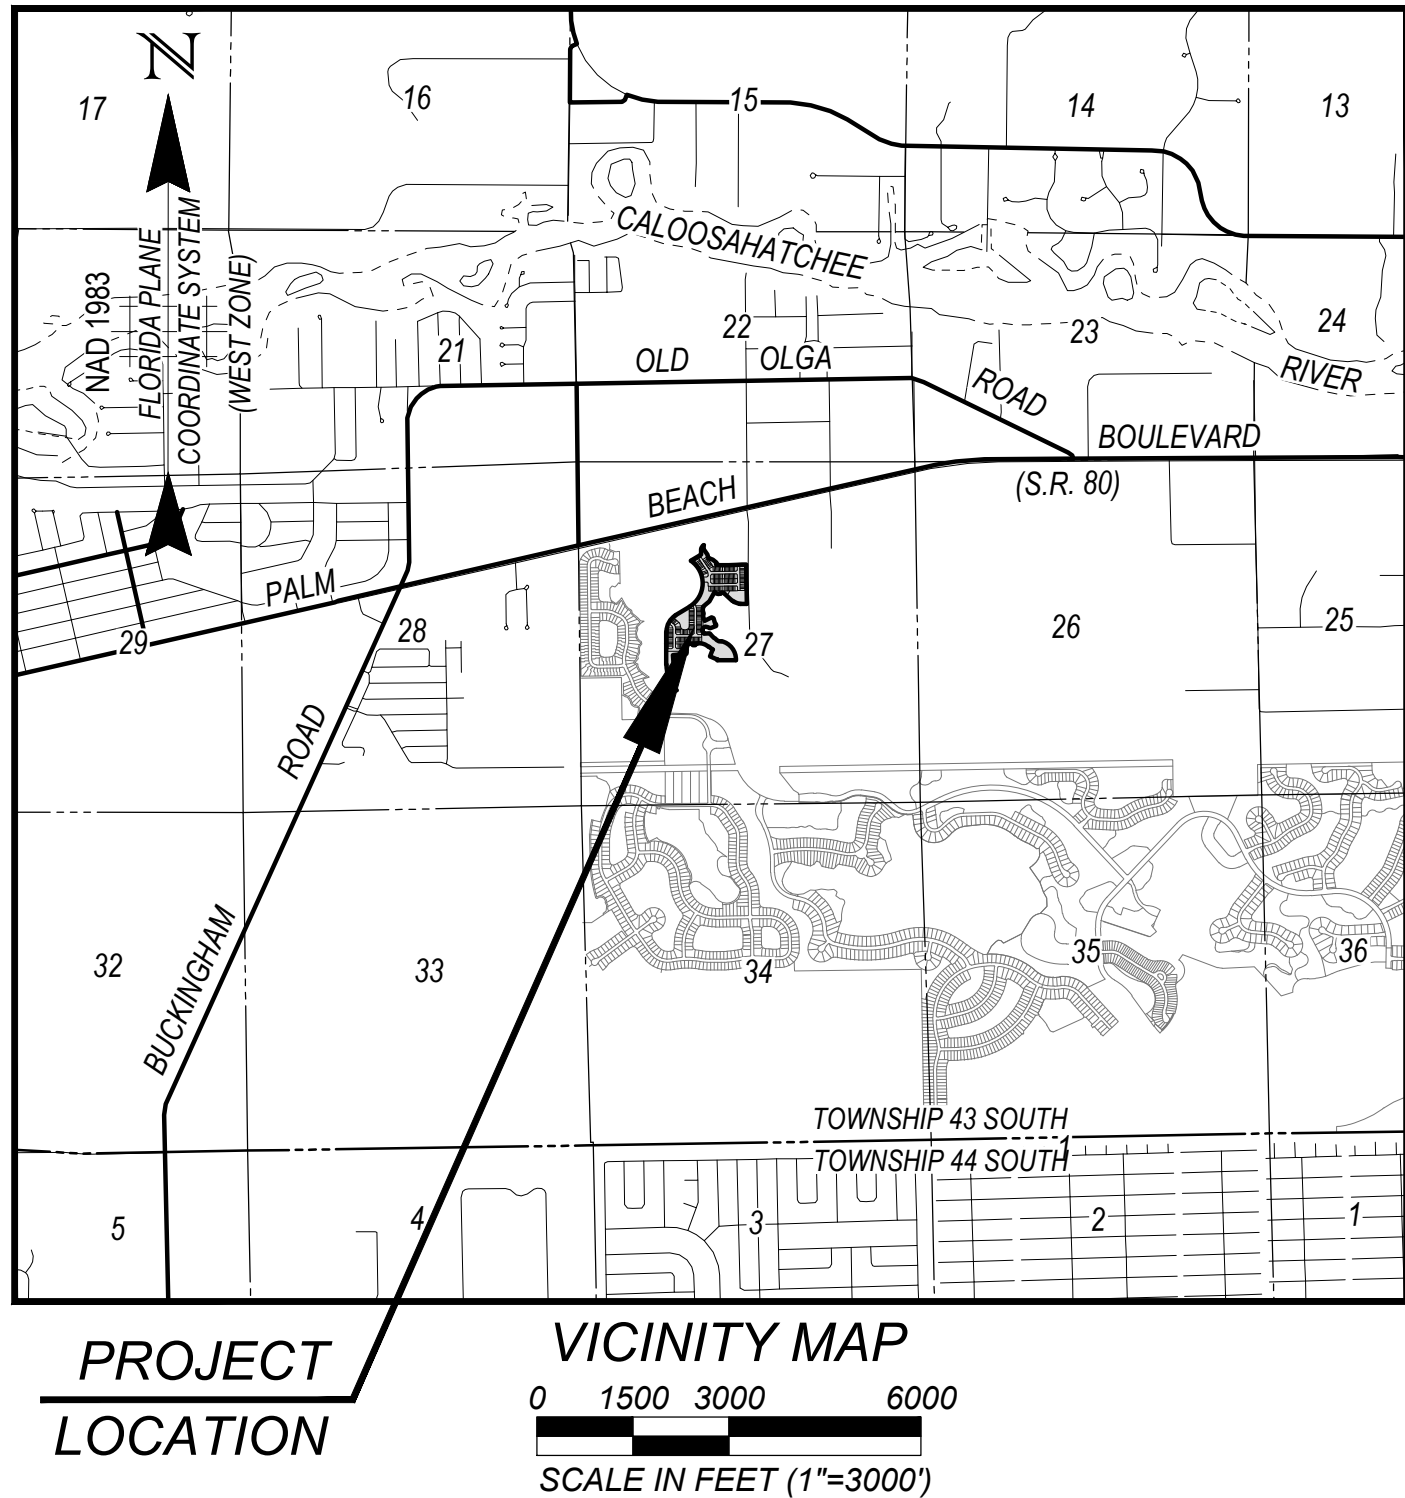 N
17
16
15
14
13
CALOOSAHATCHEE
RIVER
NAD 1983
FLORIDA PLANE
COORDINATE SYSTEM
(WEST ZONE)
21
22
23
24
OLD OLGA ROAD
BOULEVARD
(S.R. 80)
BEACH
PALM
29
28
27
26
25
ROAD
BUCKINGHAM
32
33
34
35
36
TOWNSHIP 43 SOUTH
1
TOWNSHIP 44 SOUTH
5
4
3
2
1
PROJECT
LOCATION
VICINITY MAP
0 1500 3000 6000
SCALE IN FEET (1"=3000')